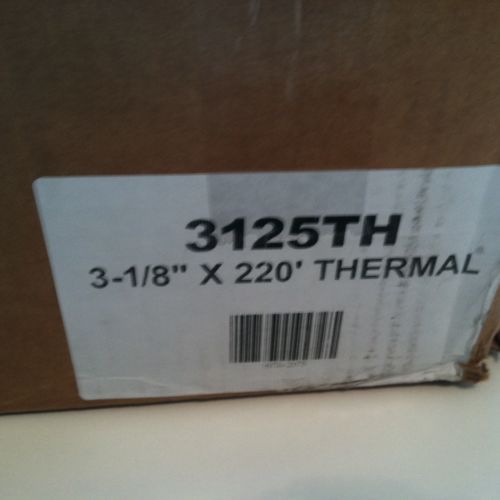 3125TH
3-1/8" X 220' THERMAL